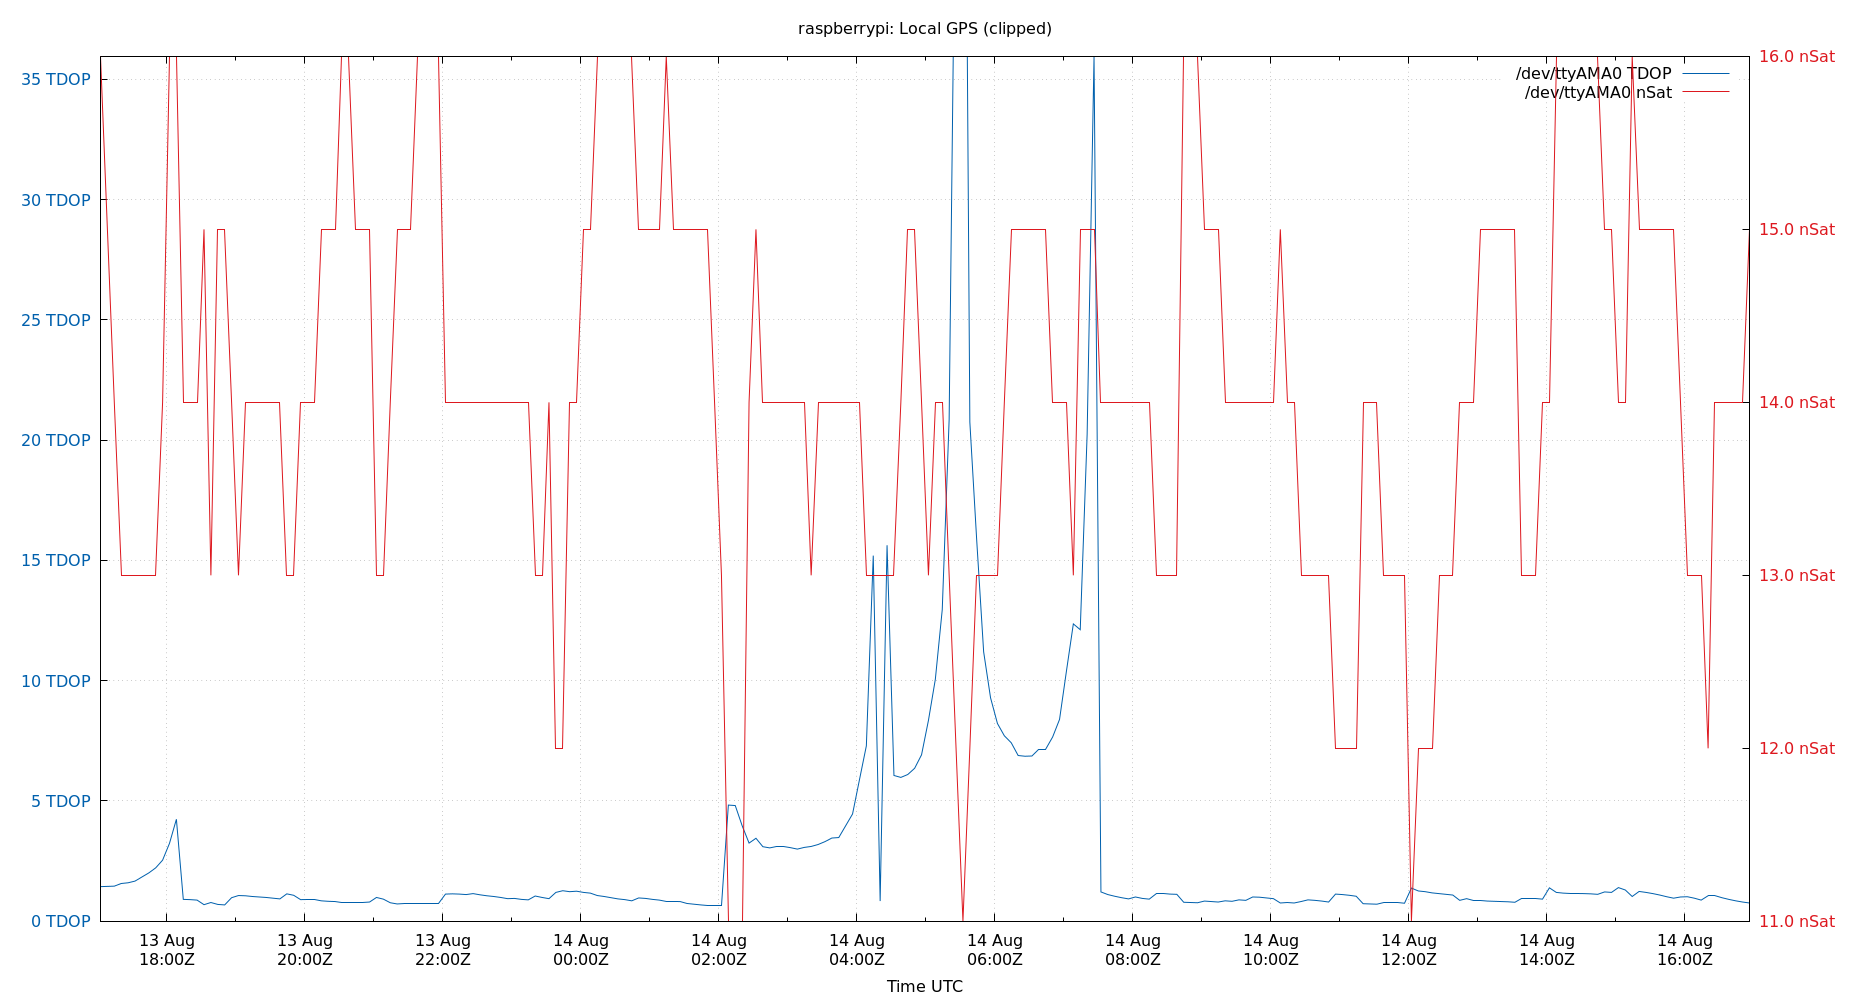 raspberrypi: Local GPS (clipped)
/dev/ttyAMA0 TDOP
/dev/ttyAMA0 nSat
35 TDOP
30 TDOP
25 TDOP
20 TDOP
15 TDOP
10 TDOP
5 TDOP
0 TDOP
16.0 nSat
15.0 nSat
14.0 nSat
13.0 nSat
12.0 nSat
11.0 nSat
13 Aug 13 Aug 13 Aug 14 Aug 14 Aug 14 Aug 14 Aug 14 Aug 14 Aug 14 Aug 14 Aug 14 Aug
18:00Z 20:00Z 22:00Z 00:00Z 02:00Z 04:00Z 06:00Z 08:00Z 10:00Z 12:00Z 14:00Z 16:00Z
Time UTC